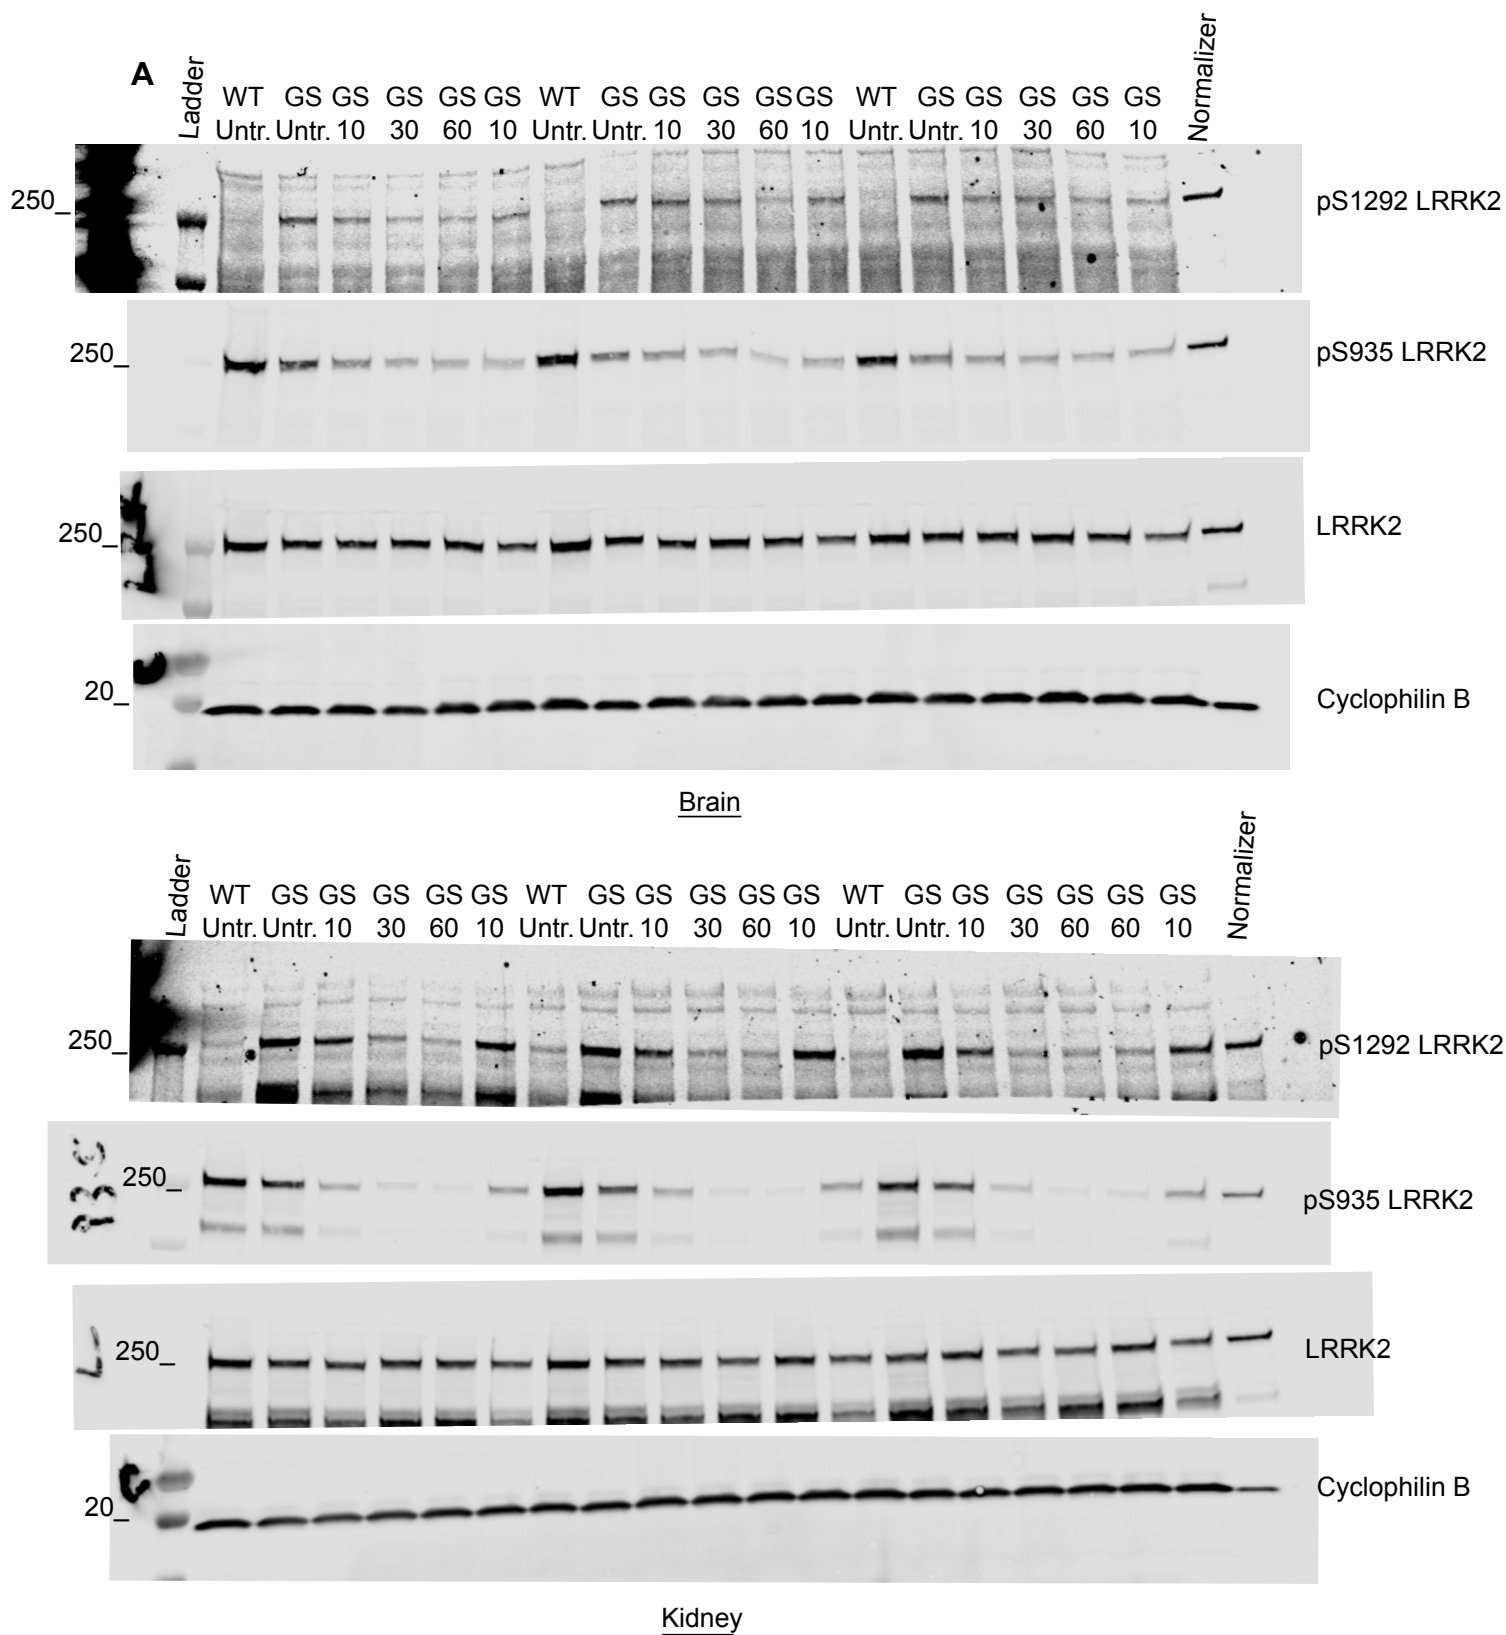 A
Ladder WT GS GS GS GS GS WT GS GS GS GS GS WT GS GS GS GS GS Normalizer
Untr. Untr. 10 30 60 10 Untr. Untr. 10 30 60 10 Untr. Untr. 10 30 60 10
250_ pS1292 LRRK2
250_ pS935 LRRK2
250_ LRRK2
20_ Cyclophilin B
Brain
Ladder WT GS GS GS GS GS WT GS GS GS GS GS WT GS GS GS GS GS GS Normalizer
Untr. Untr. 10 30 60 10 Untr. Untr. 10 30 60 10 Untr. Untr. 10 30 60 60 10
250_ pS1292 LRRK2
250_ pS935 LRRK2
250_ LRRK2
20_ Cyclophilin B
Kidney